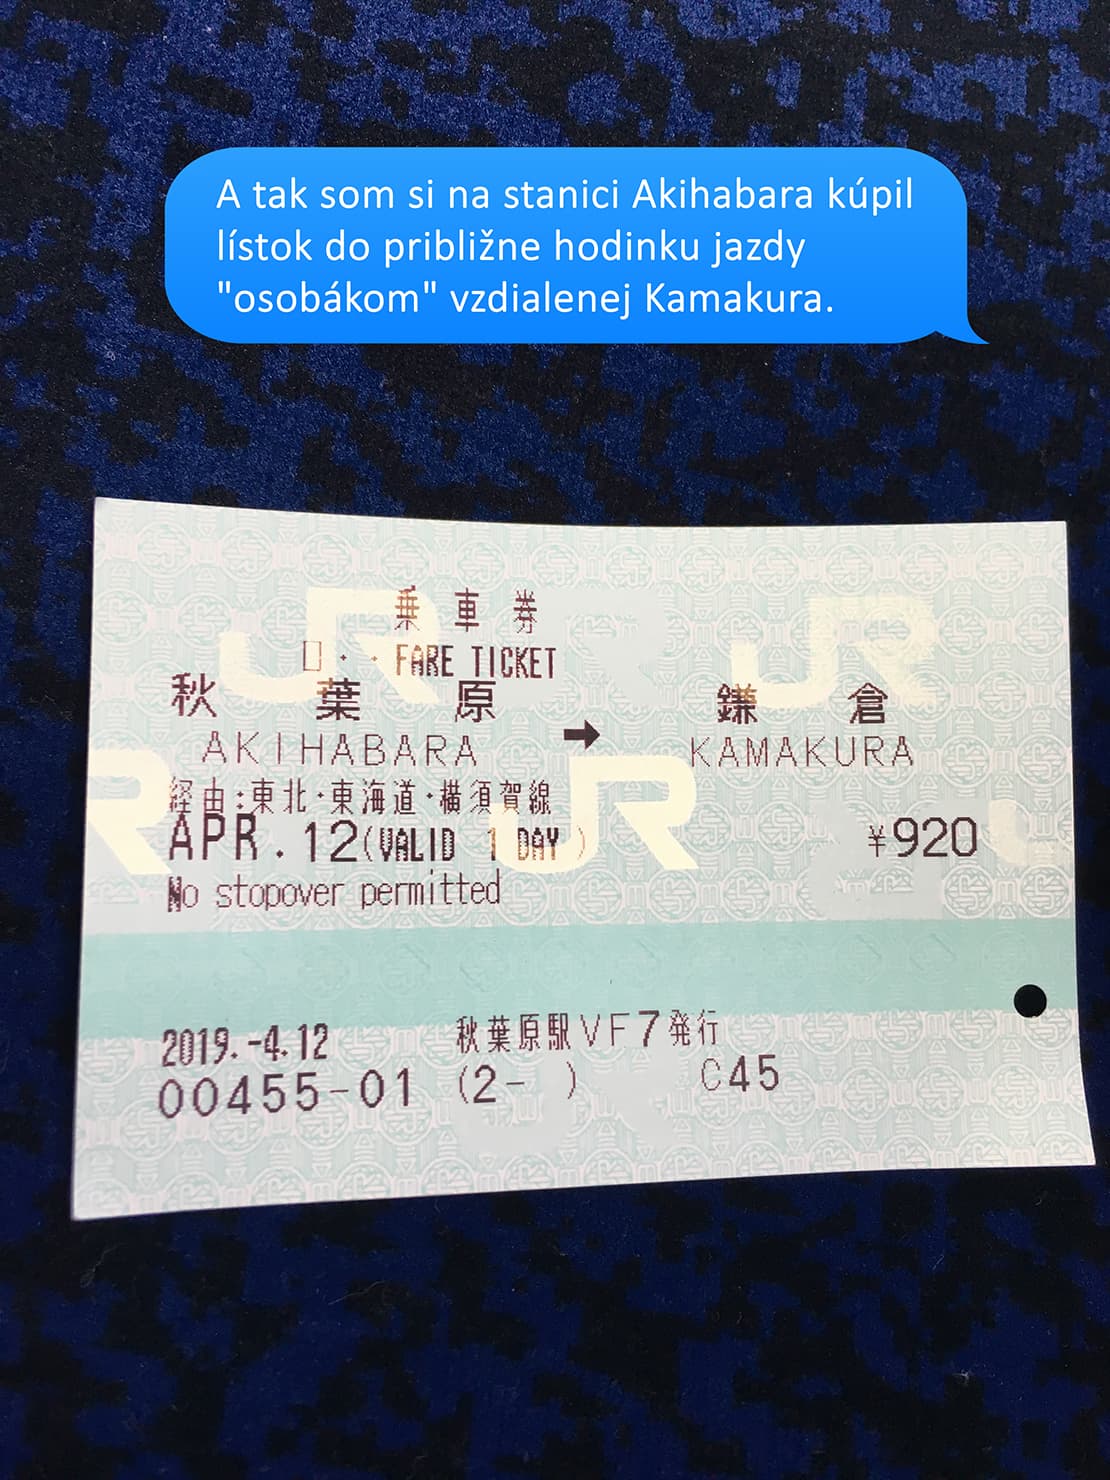 A tak som si na stanici Akihabara kúpil
lístok do približne hodinku jazdy
"osobákom" vzdialenej Kamakura.
乗車券
FARE TICKET
秋葉原 ➡ 鎌倉
AKIHABARA KAMAKURA
経由:東北・東海道・横須賀線
APR. 12(VALID 1 DAY) ¥920
No stopover permitted
2019.-4.12 秋葉原駅VF7発行
00455-01 (2- ) C45
JR
JR
JR